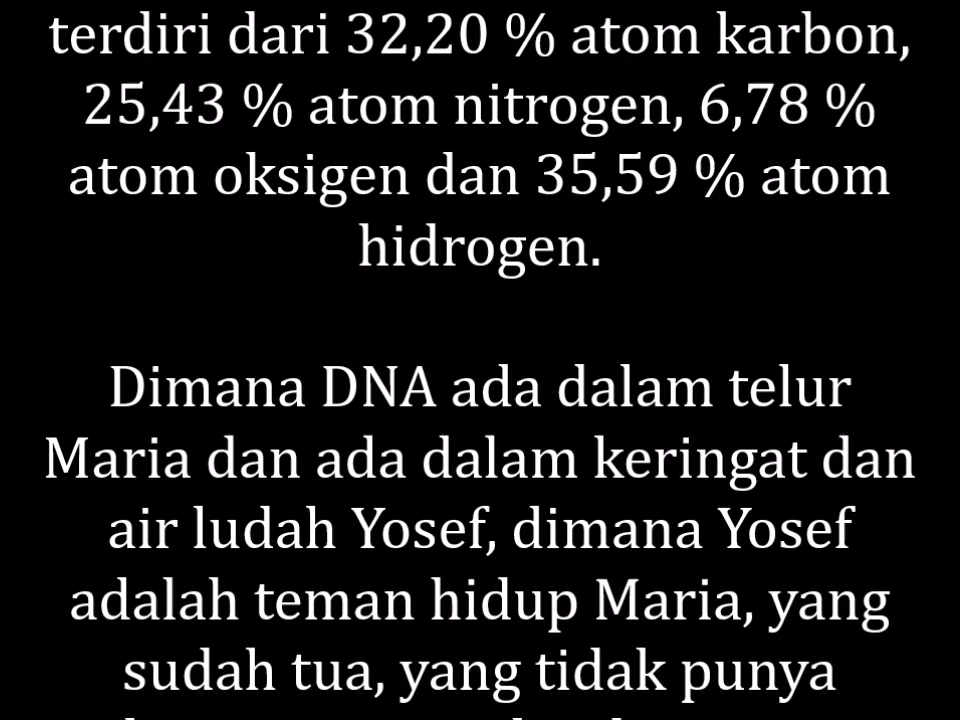 terdiri dari 32,20 % atom karbon,
25,43 % atom nitrogen, 6,78 %
atom oksigen dan 35,59 % atom
hidrogen.
Dimana DNA ada dalam telur
Maria dan ada dalam keringat dan
air ludah Yosef, dimana Yosef
adalah teman hidup Maria, yang
sudah tua, yang tidak punya